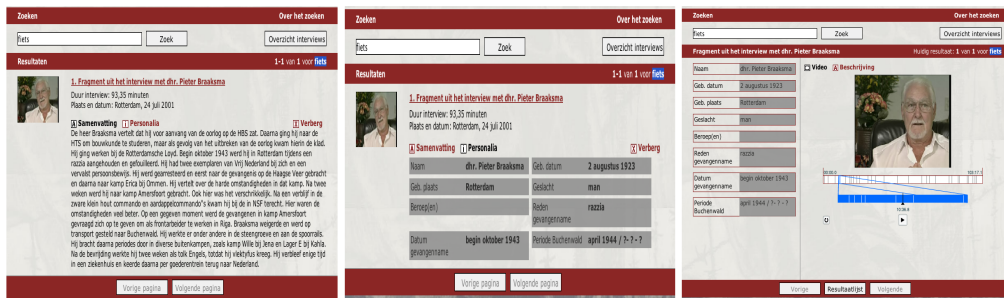 Zoeken Over het zoeken
fiets Zoek Overzicht interviews
Resultaten 1-1 van 1 voor fiets
1. Fragment uit het interview met dhr. Pieter Braaksma
Duur interview: 93,35 minuten
Plaats en datum: Rotterdam, 24 juli 2001
A Samenvatting i Personalia X Verberg
De heer Braaksma vertelt dat hij voor aanvang van de oorlog op de HBS zat. Daarna ging hij naar de
HTS om bouwkunde te studeren, maar als gevolg van het uitbreken van de oorlog kwam hierin de klad.
Hij ging werken bij de Rotterdamsche Luyd. Begin oktober 1943 werd hij in Rotterdam tijdens een
razzia aangehouden en gefouilleerd. Hij had twee exemplaren van Vrij Nederland bij zich en een
vervalst persoonsbewijs. Hij werd gearresteerd en eerst naar de gevangenis op de Haagse Veer gebracht
en daarna naar kamp Erica bij Ommen. Hij vertelt over de harde omstandigheden in dat kamp. Na twee
weken werd hij naar kamp Amersfoort gebracht. Ook hier was het verschrikkelijk. Na een verblijf in de
zware klein hout commando en aardappelcommando"s kwam hij bij de in NSF terecht. Hier waren de
omstandigheden veel beter. Op een gegeven moment werd de gevangenen in kamp Amersfoort
gevraagd zich op te geven om als frontarbeider te werken in Riga. Braaksma weigerde en werd op
transport gesteld naar Buchenwald. Hij werkte er onder andere in de steengroeve en aan de spoorrails.
Hij bracht daarna periodes door in diverse buitenkampen, zoals kamp Wille bij Jena en Lager E bij Kahla.
Na de bevrijding werkte hij twee weken als tolk Engels, totdat hij vlektyfus kreeg. Hij verbleef enige tijd
in een ziekenhuis en keerde daarna per goederentrein terug naar Nederland.
Vorige pagina Volgende pagina
Zoeken Over het zoeken
fiets Zoek Overzicht interviews
Resultaten 1-1 van 1 voor fiets
1. Fragment uit het interview met dhr. Pieter Braaksma
Duur interview: 93,35 minuten
Plaats en datum: Rotterdam, 24 juli 2001
A Samenvatting i Personalia X Verberg
Naam dhr. Pieter Braaksma Geb. datum 2 augustus 1923
Geb. plaats Rotterdam Geslacht man
Beroep(en) Reden razzia
gevangenname
Datum begin oktober 1943 Periode Buchenwald april 1944 / ?- ? - ?
gevangenname
Vorige pagina Volgende pagina
Zoeken Over het zoeken
fiets Zoek Overzicht interviews
Fragment uit het interview met dhr. Pieter Braaksma Huidig resultaat: 1 van 1 voor fiets
Naam dhr. Pieter Braaksma
Geb. datum 2 augustus 1923
Geb. plaats Rotterdam
Geslacht man
Beroep(en)
Reden razzia
gevangenname
Datum begin oktober 1943
gevangenname
Periode april 1944 / ?- ? - ?
Buchenwald
Video A Beschrijving
Vorige Resultaatlijst Volgende